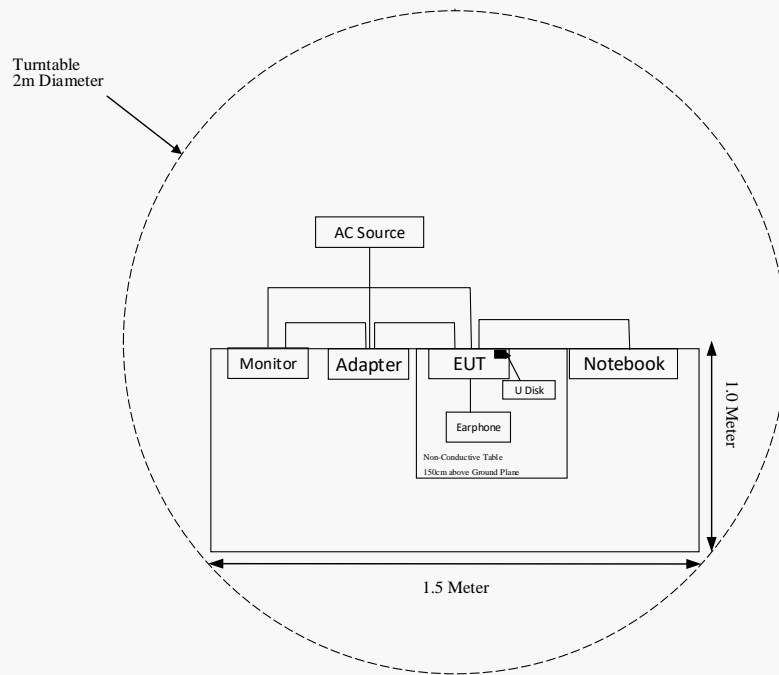 Turntable
2m Diameter
AC Source
Monitor
Adapter
EUT
Notebook
U Disk
Earphone
Non-Conductive Table
150cm above Ground Plane
1.0 Meter
1.5 Meter